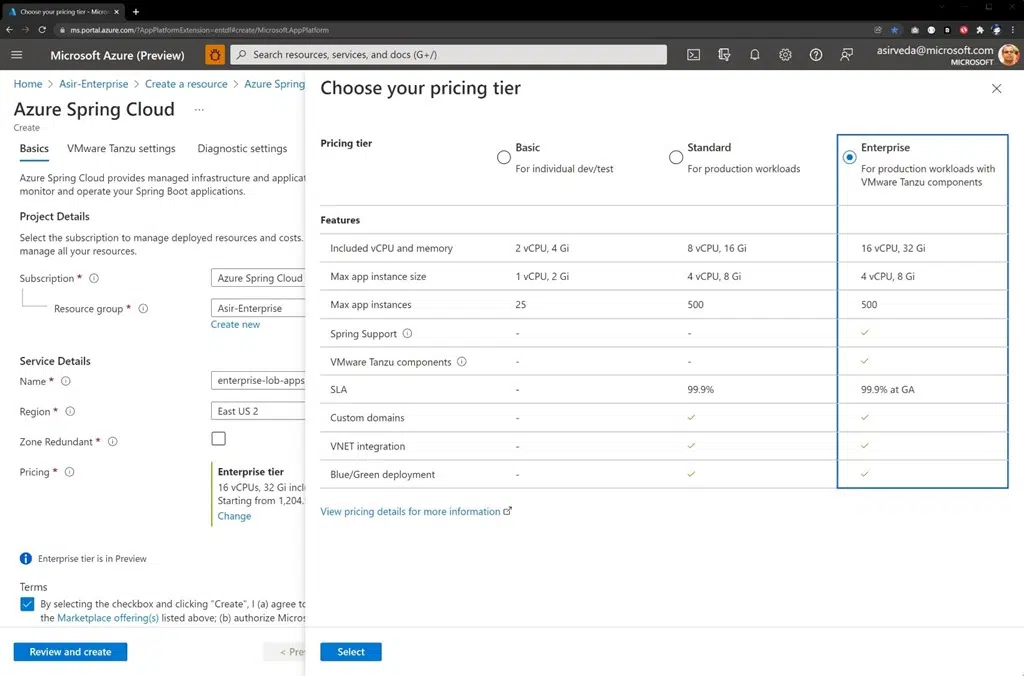 Choose your pricing tier - Micros
ms.portal.azure.com/?AppPlatformExtension=entdf#create/Microsoft.AppPlatform
Microsoft Azure (Preview)
Search resources, services, and docs (G+/)
asirveda@microsoft.com
MICROSOFT
Home > Asir-Enterprise > Create a resource > Azure Spring
Azure Spring Cloud ...
Create
Basics VMware Tanzu settings Diagnostic settings
Azure Spring Cloud provides managed infrastructure and applicat
monitor and operate your Spring Boot applications.
Project Details
Select the subscription to manage deployed resources and costs.
manage all your resources.
Subscription *
Azure Spring Cloud
Resource group *
Asir-Enterprise
Create new
Service Details
Name *
enterprise-lob-apps
Region *
East US 2
Zone Redundant *
Pricing *
Enterprise tier
16 vCPUs, 32 Gi incl
Starting from 1,204.
Change
Enterprise tier is in Preview
Terms
By selecting the checkbox and clicking "Create", I (a) agree to
the Marketplace offering(s) listed above; (b) authorize Micros
Review and create
< Pre
Choose your pricing tier
Pricing tier
Basic
For individual dev/test
Standard
For production workloads
Enterprise
For production workloads with
VMware Tanzu components
Features
Included vCPU and memory 2 vCPU, 4 Gi 8 vCPU, 16 Gi 16 vCPU, 32 Gi
Max app instance size 1 vCPU, 2 Gi 4 vCPU, 8 Gi 4 vCPU, 8 Gi
Max app instances 25 500 500
Spring Support - -
VMware Tanzu components - -
SLA - 99.9% 99.9% at GA
Custom domains -
VNET integration -
Blue/Green deployment -
View pricing details for more information
Select